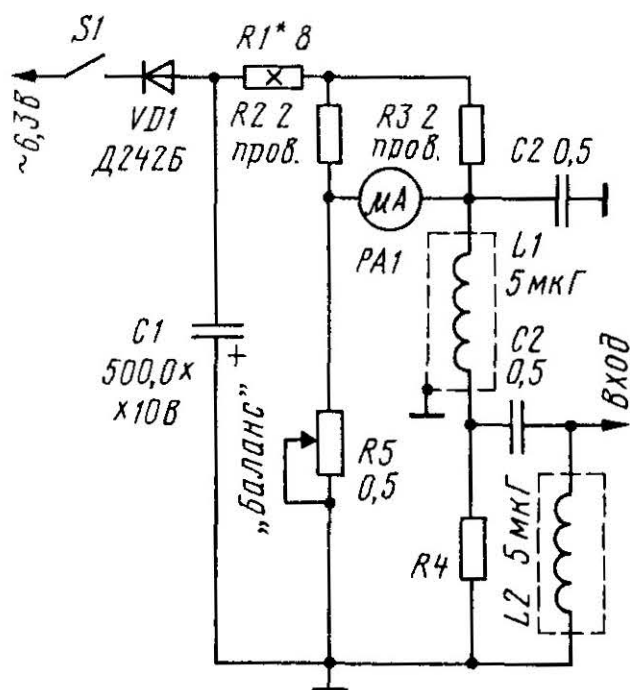 S1
~6,3В
VD1
Д242Б
R1* 8
R2 2
пров.
R3 2
пров.
C2 0,5
μA
PA1
L1
5 мкГ
C1
500,0×
×10В
+
„Баланс"
R5
0,5
C2
0,5
ВХОД
R4
L2 5 мкГ